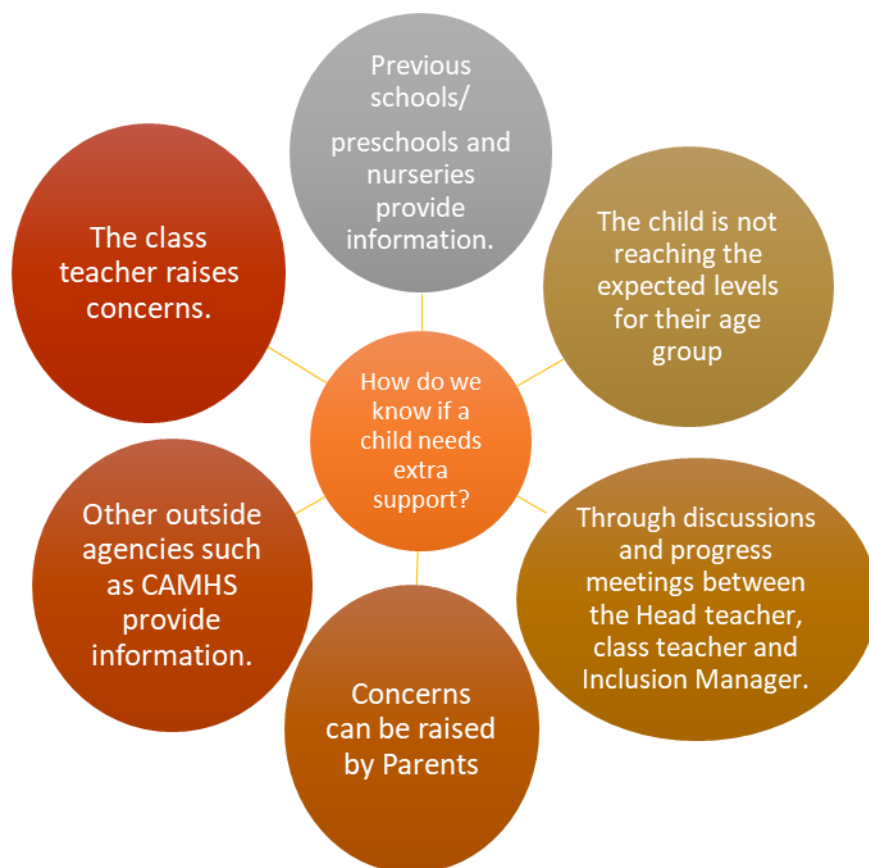 Previous
schools/
preschools and
nurseries
provide
information.
The child is not
reaching the
expected levels
for their age
group
Through discussions
and progress
meetings between
the Head teacher,
class teacher and
Inclusion Manager.
Concerns
can be raised
by Parents
Other outside
agencies such
as CAMHS
provide
information.
The class
teacher raises
concerns.
How do we
know if a
child needs
extra
support?